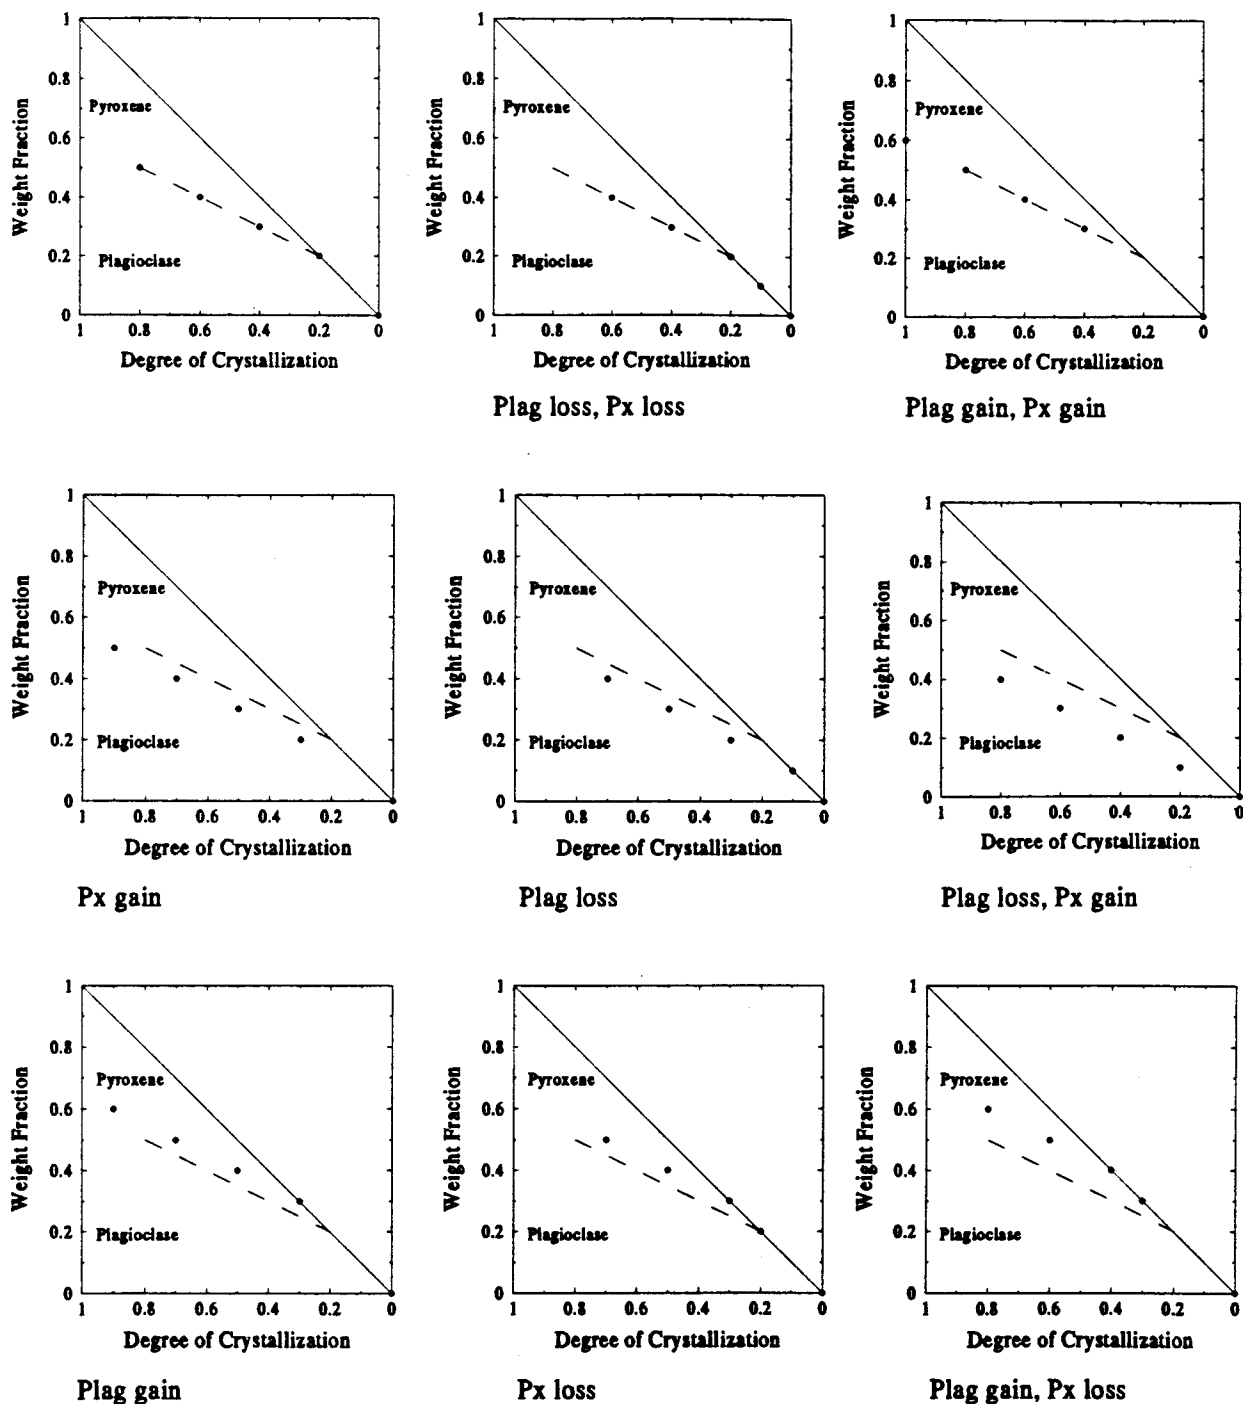 1
0.8
0.6
0.4
0.2
0
Weight Fraction
Pyroxene
Plagioclase
1 0.8 0.6 0.4 0.2 0
Degree of Crystallization
1
0.8
0.6
0.4
0.2
0
Weight Fraction
Pyroxene
Plagioclase
1 0.8 0.6 0.4 0.2 0
Degree of Crystallization
Plag loss, Px loss
1
0.8
0.6
0.4
0.2
0
Weight Fraction
Pyroxene
Plagioclase
1 0.8 0.6 0.4 0.2 0
Degree of Crystallization
Plag gain, Px gain
1
0.8
0.6
0.4
0.2
0
Weight Fraction
Pyroxene
Plagioclase
1 0.8 0.6 0.4 0.2 0
Degree of Crystallization
Px gain
1
0.8
0.6
0.4
0.2
0
Weight Fraction
Pyroxene
Plagioclase
1 0.8 0.6 0.4 0.2 0
Degree of Crystallization
Plag loss
1
0.8
0.6
0.4
0.2
0
Weight Fraction
Pyroxene
Plagioclase
1 0.8 0.6 0.4 0.2 0
Degree of Crystallization
Plag loss, Px gain
1
0.8
0.6
0.4
0.2
0
Weight Fraction
Pyroxene
Plagioclase
1 0.8 0.6 0.4 0.2 0
Degree of Crystallization
Plag gain
1
0.8
0.6
0.4
0.2
0
Weight Fraction
Pyroxene
Plagioclase
1 0.8 0.6 0.4 0.2 0
Degree of Crystallization
Px loss
1
0.8
0.6
0.4
0.2
0
Weight Fraction
Pyroxene
Plagioclase
1 0.8 0.6 0.4 0.2 0
Degree of Crystallization
Plag gain, Px loss